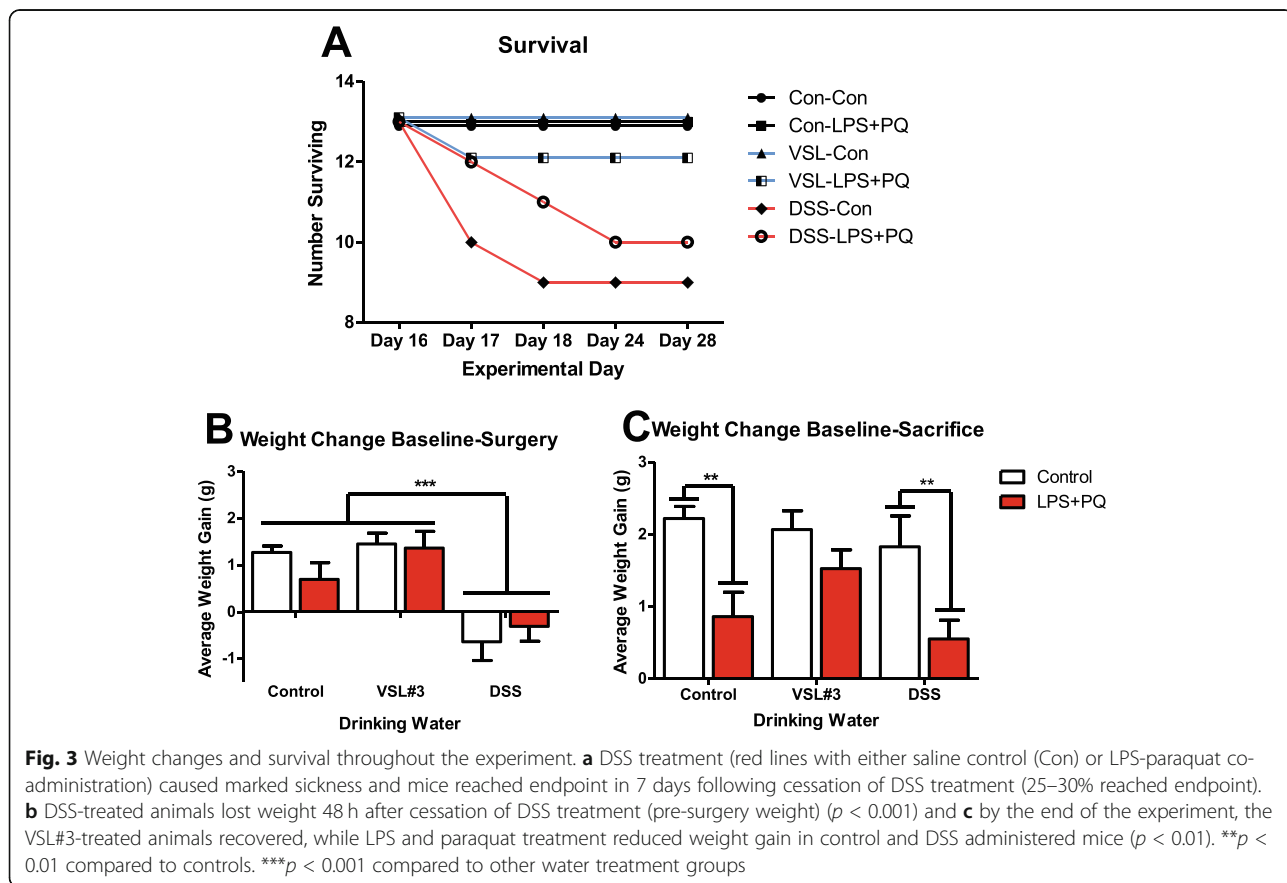 A
Survival
14
12
10
8
Number Surviving
Day 16 Day 17 Day 18 Day 24 Day 28
Experimental Day
Con-Con
Con-LPS+PQ
VSL-Con
VSL-LPS+PQ
DSS-Con
DSS-LPS+PQ
B Weight Change Baseline-Surgery
3
2
1
0
-1
Average Weight Gain (g)
***
Control VSL#3 DSS
Drinking Water
C Weight Change Baseline-Sacrifice
3
2
1
0
Average Weight Gain (g)
**
**
Control VSL#3 DSS
Drinking Water
Control
LPS+PQ
Fig. 3 Weight changes and survival throughout the experiment. a DSS treatment (red lines with either saline control (Con) or LPS-paraquat co-
administration) caused marked sickness and mice reached endpoint in 7 days following cessation of DSS treatment (25–30% reached endpoint).
b DSS-treated animals lost weight 48 h after cessation of DSS treatment (pre-surgery weight) (p < 0.001) and c by the end of the experiment, the
VSL#3-treated animals recovered, while LPS and paraquat treatment reduced weight gain in control and DSS administered mice (p < 0.01). **p <
0.01 compared to controls. ***p < 0.001 compared to other water treatment groups